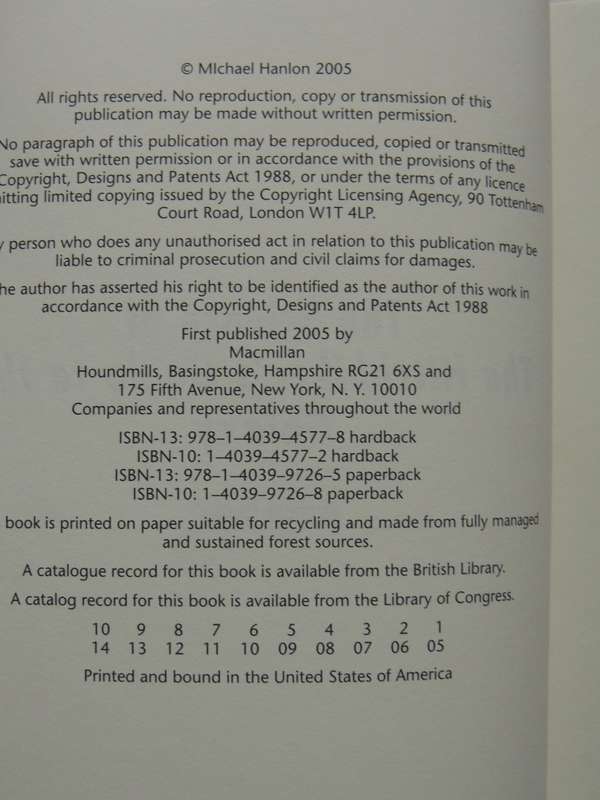 © MIchael Hanlon 2005
All rights reserved. No reproduction, copy or transmission of this
publication may be made without written permission.
No paragraph of this publication may be reproduced, copied or transmitted
save with written permission or in accordance with the provisions of the
Copyright, Designs and Patents Act 1988, or under the terms of any licence
itting limited copying issued by the Copyright Licensing Agency, 90 Tottenham
Court Road, London W1T 4LP.
y person who does any unauthorised act in relation to this publication may be
liable to criminal prosecution and civil claims for damages.
he author has asserted his right to be identified as the author of this work in
accordance with the Copyright, Designs and Patents Act 1988
First published 2005 by
Macmillan
Houndmills, Basingstoke, Hampshire RG21 6XS and
175 Fifth Avenue, New York, N. Y. 10010
Companies and representatives throughout the world
ISBN-13: 978–1–4039–4577–8 hardback
ISBN-10: 1–4039–4577–2 hardback
ISBN-13: 978–1–4039–9726–5 paperback
ISBN-10: 1–4039–9726–8 paperback
book is printed on paper suitable for recycling and made from fully managed
and sustained forest sources.
A catalogue record for this book is available from the British Library.
A catalog record for this book is available from the Library of Congress.
10 9 8 7 6 5 4 3 2 1
14 13 12 11 10 09 08 07 06 05
Printed and bound in the United States of America